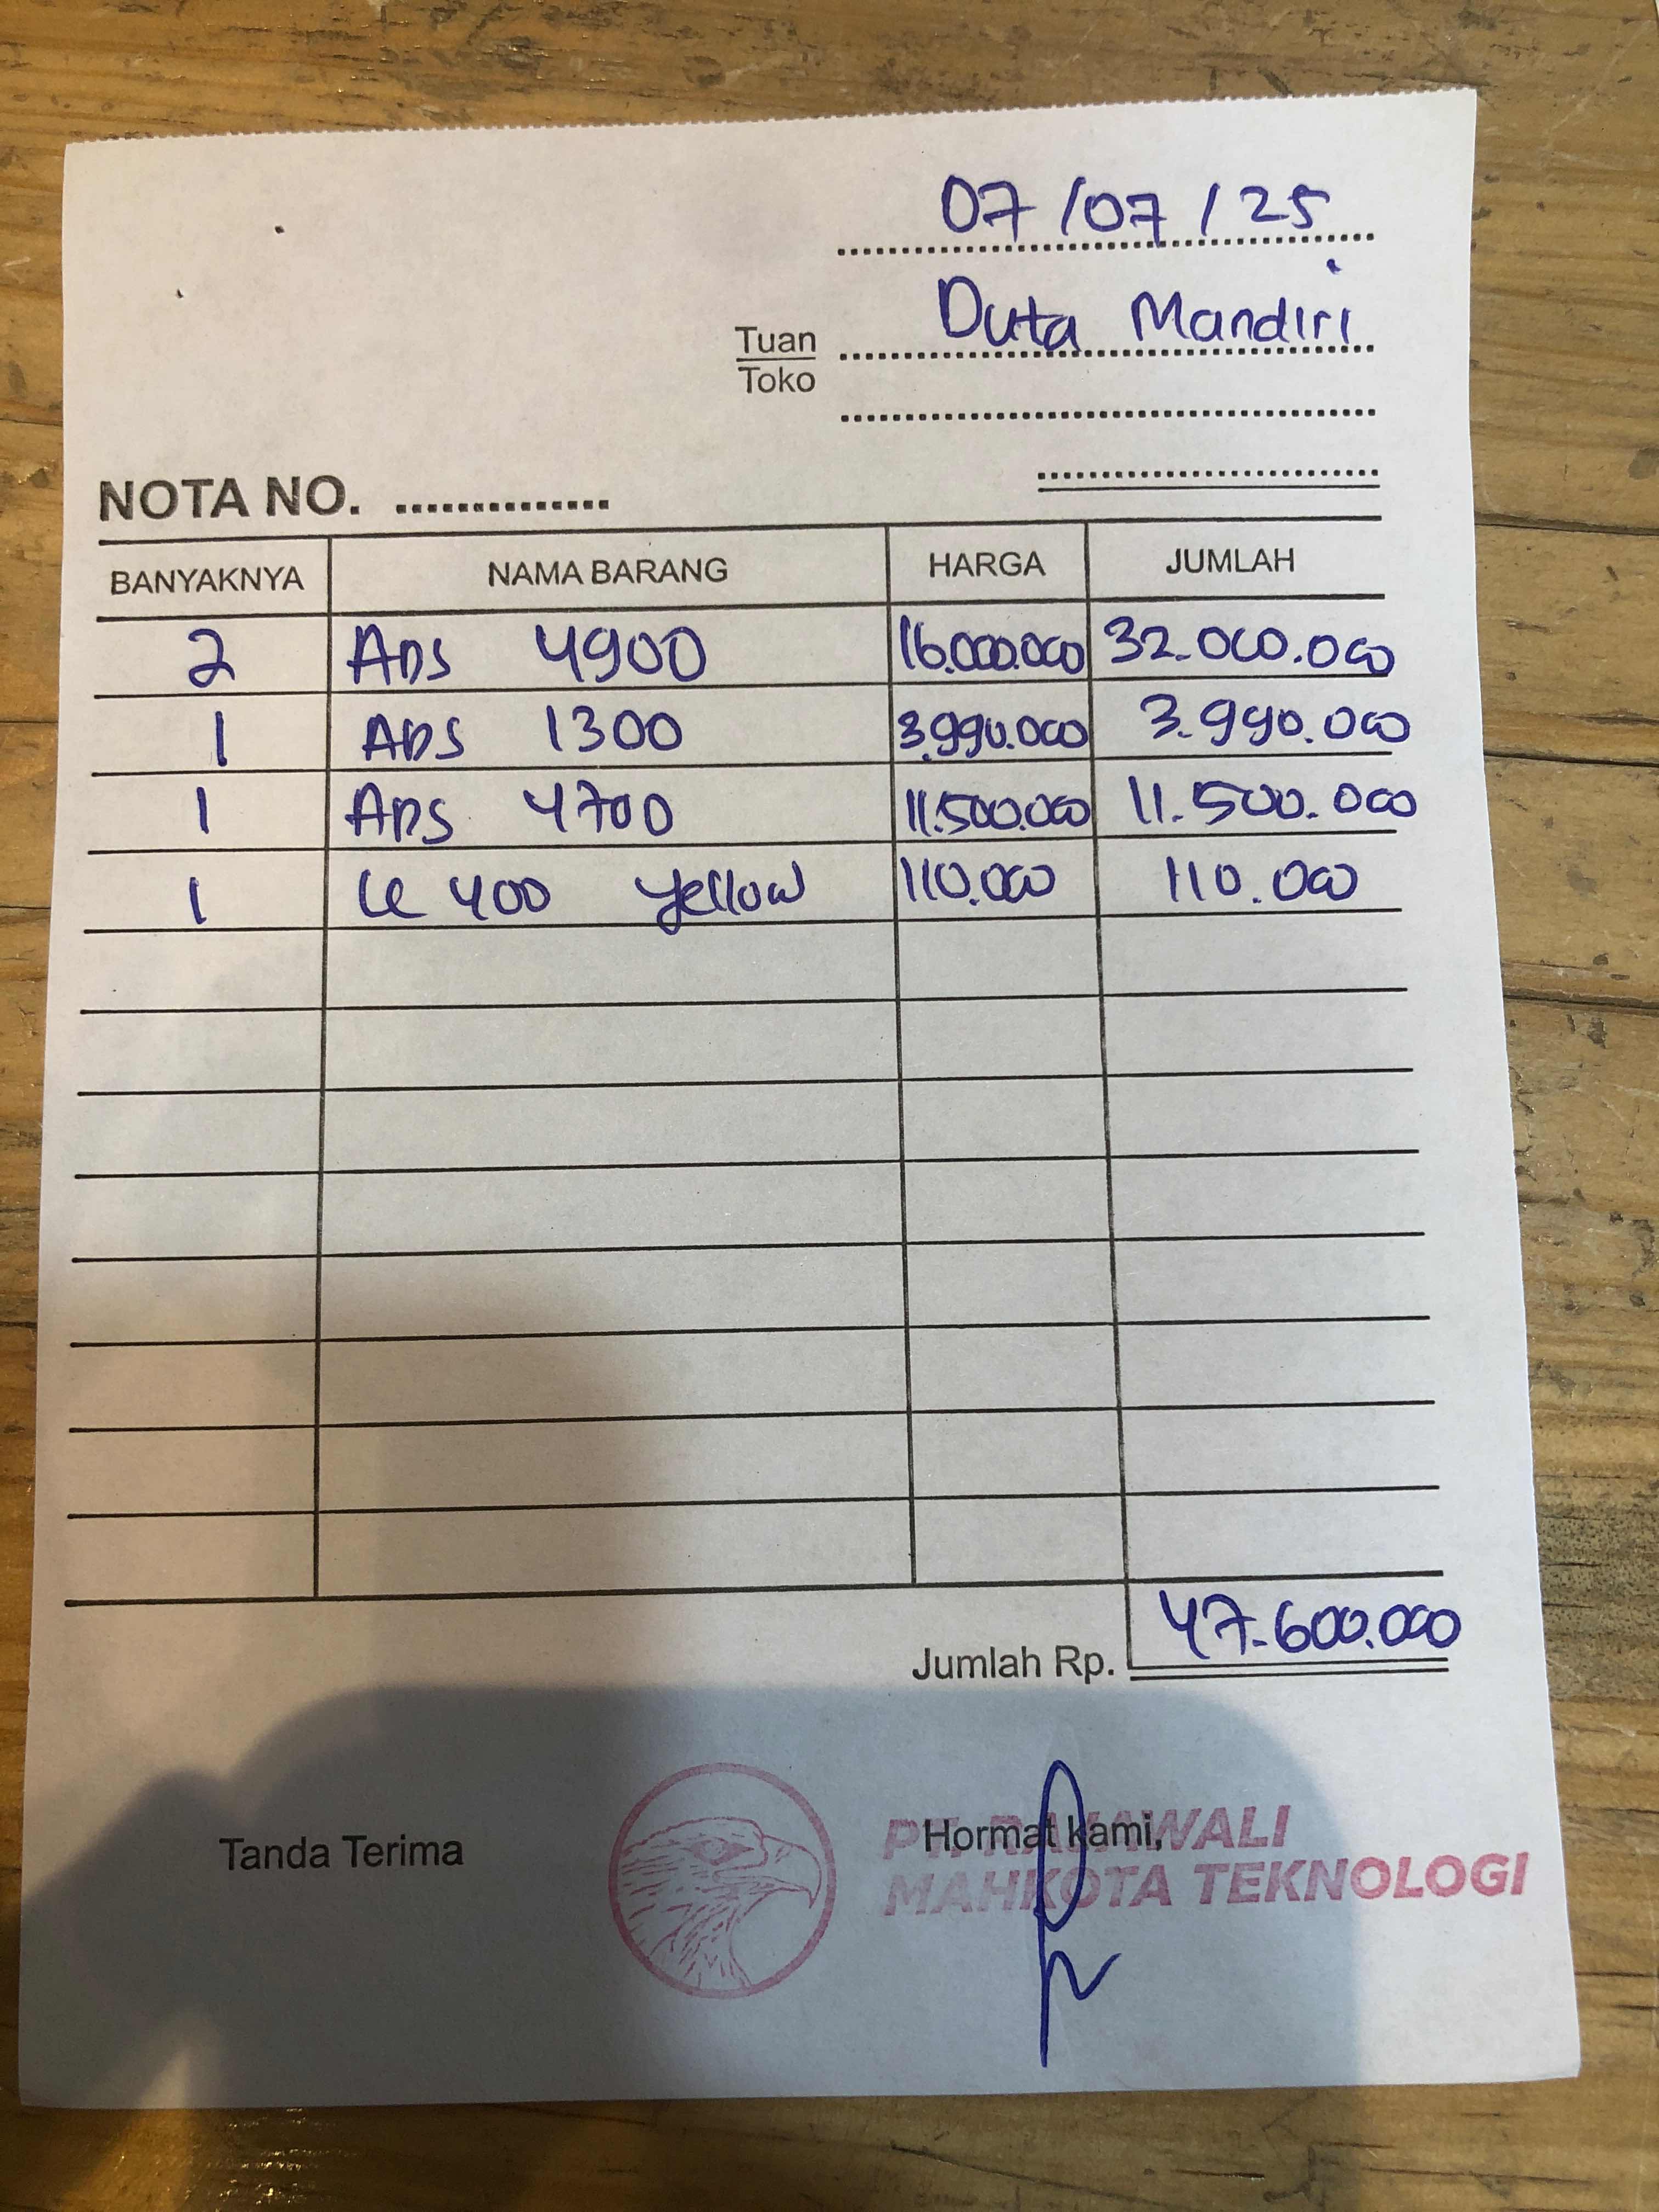 07/07/25
Tuan Duta Mandiri
Toko
NOTA NO. ..............
BANYAKNYA NAMA BARANG HARGA JUMLAH
2 ADS 4900 16.000.000 32.000.000
1 ADS 1300 3.990.000 3.990.000
1 ADS 4700 11.500.000 11.500.000
1 Le 400 Yellow 110.000 110.000
Jumlah Rp. 47.600.000
Tanda Terima Hormat kami,
PT. RAJAWALI
MAHKOTA TEKNOLOGI